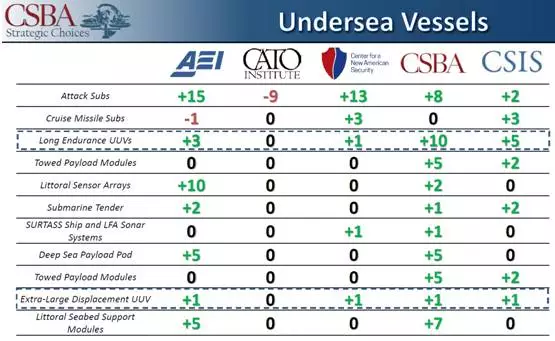 CSBA
Strategic Choices
Undersea Vessels
AEI CATO INSTITUTE Center for a New American Security CSBA CSIS
Attack Subs +15 -9 +13 +8 +2
Cruise Missile Subs -1 0 +3 0 +3
Long Endurance UUVs +3 0 +1 +10 +5
Towed Payload Modules 0 0 0 +5 +2
Littoral Sensor Arrays +10 0 0 +2 0
Submarine Tender +2 0 0 +1 +2
SURTASS Ship and LFA Sonar
Systems 0 0 +1 +1 0
Deep Sea Payload Pod +5 0 0 +5 0
Towed Payload Modules 0 0 0 +5 +2
Extra-Large Displacement UUV +1 0 +1 +1 +1
Littoral Seabed Support
Modules +5 0 0 +7 0